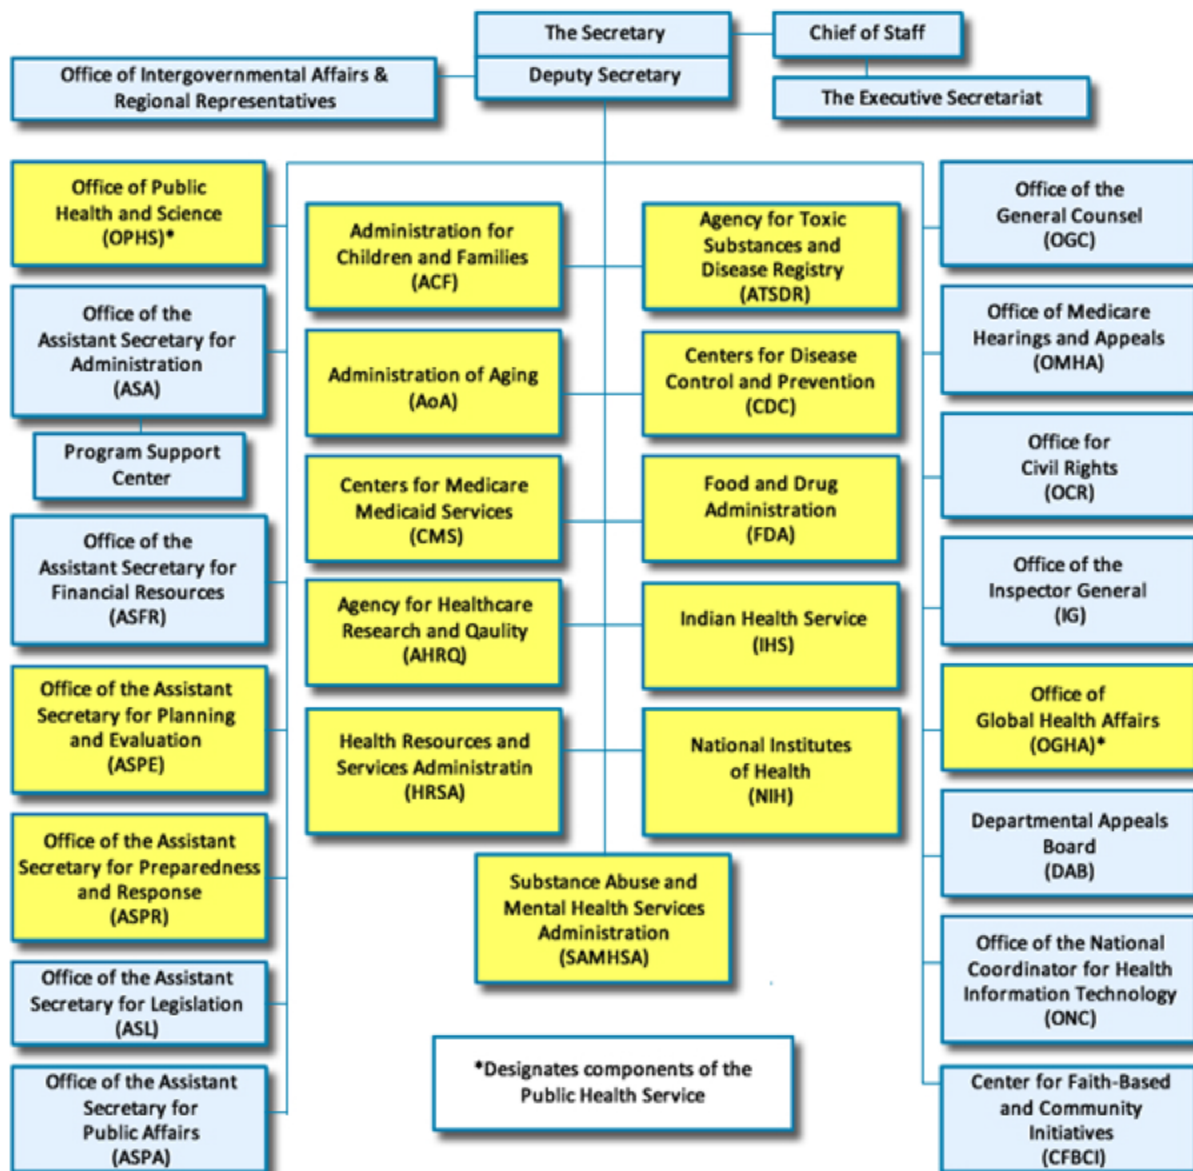 The Secretary
Deputy Secretary
Chief of Staff
The Executive Secretariat
Office of Intergovernmental Affairs &
Regional Representatives
Office of Public
Health and Science
(OPHS)*
Office of the
Assistant Secretary for
Administration
(ASA)
Program Support
Center
Office of the
Assistant Secretary for
Financial Resources
(ASFR)
Office of the Assistant
Secretary for Planning
and Evaluation
(ASPE)
Office of the Assistant
Secretary for Preparedness
and Response
(ASPR)
Office of the Assistant
Secretary for Legislation
(ASL)
Office of the Assistant
Secretary for
Public Affairs
(ASPA)
Administration for
Children and Families
(ACF)
Administration of Aging
(AoA)
Centers for Medicare
Medicaid Services
(CMS)
Agency for Healthcare
Research and Qaulity
(AHRQ)
Health Resources and
Services Administratin
(HRSA)
Agency for Toxic
Substances and
Disease Registry
(ATSDR)
Centers for Disease
Control and Prevention
(CDC)
Food and Drug
Administration
(FDA)
Indian Health Service
(IHS)
National Institutes
of Health
(NIH)
Substance Abuse and
Mental Health Services
Administration
(SAMHSA)
Office of the
General Counsel
(OGC)
Office of Medicare
Hearings and Appeals
(OMHA)
Office for
Civil Rights
(OCR)
Office of the
Inspector General
(IG)
Office of
Global Health Affairs
(OGHA)*
Departmental Appeals
Board
(DAB)
Office of the National
Coordinator for Health
Information Technology
(ONC)
Center for Faith-Based
and Community
Initiatives
(CFBCI)
*Designates components of the
Public Health Service